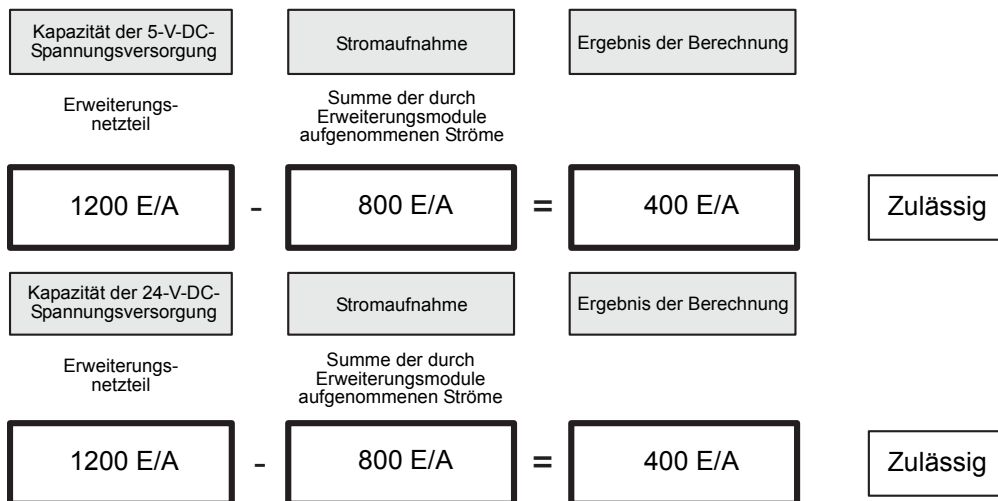 Kapazität der 5-V-DC-
Spannungsversorgung
Stromaufnahme
Ergebnis der Berechnung
Erweiterungs-
netzteil
Summe der durch
Erweiterungsmodule
aufgenommenen Ströme
1200 E/A - 800 E/A = 400 E/A Zulässig
Kapazität der 24-V-DC-
Spannungsversorgung
Stromaufnahme
Ergebnis der Berechnung
Erweiterungs-
netzteil
Summe der durch
Erweiterungsmodule
aufgenommenen Ströme
1200 E/A - 800 E/A = 400 E/A Zulässig